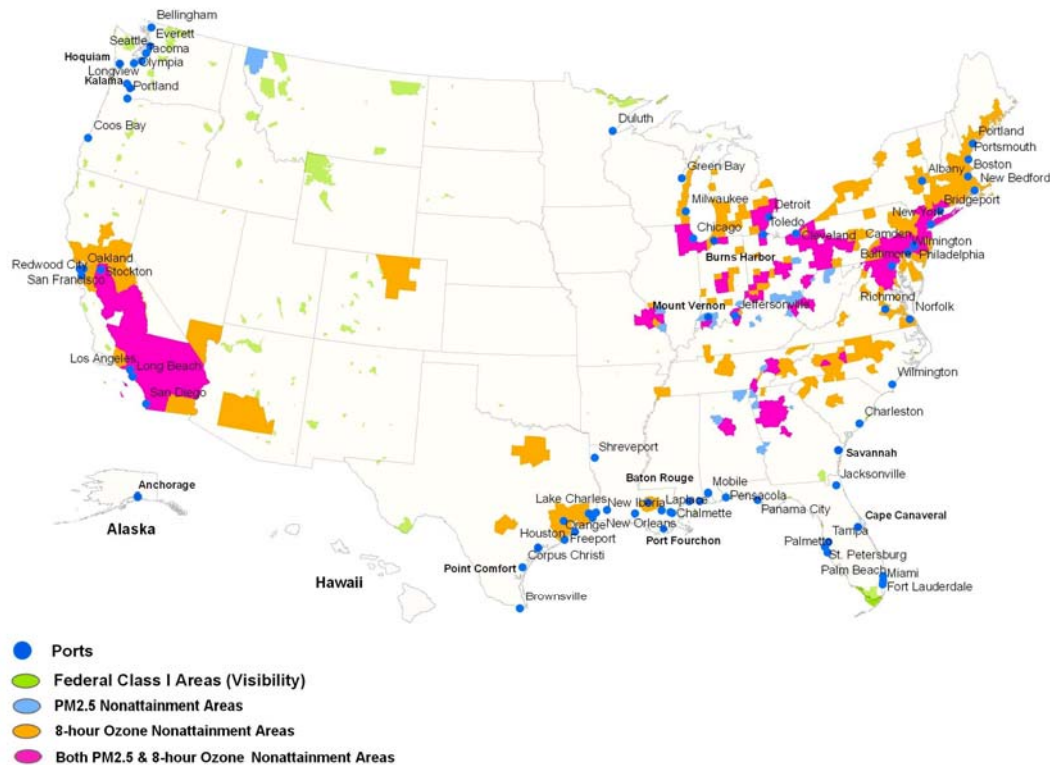 Bellingham
Everett
Seattle
Tacoma
Hoquiam
Olympia
Longview
Kalama
Portland
Coos Bay
Duluth
Green Bay
Milwaukee
Chicago
Detroit
Toledo
Cleveland
Burns Harbor
Portland
Portsmouth
Albany
Boston
New Bedford
Bridgeport
New York
Camden
Wilmington
Baltimore
Philadelphia
Richmond
Norfolk
Oakland
Redwood City
Stockton
San Francisco
Mount Vernon
Jeffersonville
Los Angeles
Long Beach
San Diego
Wilmington
Charleston
Savannah
Shreveport
Jacksonville
Anchorage
Alaska
Baton Rouge
Mobile
Lake Charles
New Iberia
Laplace
Pensacola
Orange
New Orleans
Chalmette
Panama City
Cape Canaveral
Houston
Freeport
Port Fourchon
Tampa
Palmetto
St. Petersburg
Corpus Christi
Hawaii
Point Comfort
Palm Beach
Miami
Fort Lauderdale
Brownsville
Ports
Federal Class I Areas (Visibility)
PM2.5 Nonattainment Areas
8-hour Ozone Nonattainment Areas
Both PM2.5 & 8-hour Ozone Nonattainment Areas